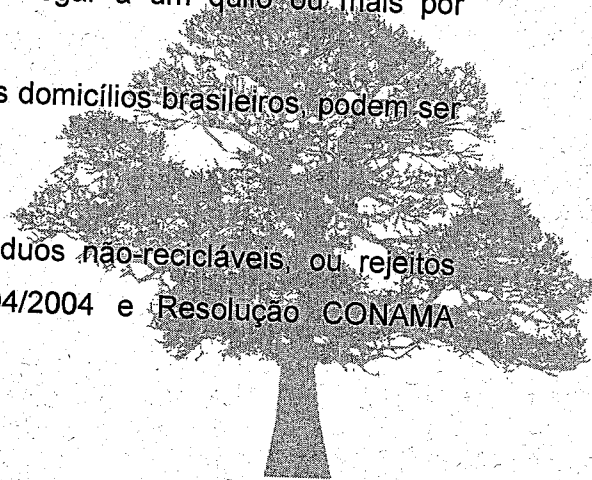 a um quilo ou mais por
s domicílios brasileiros, podem ser
duos não-recicláveis, ou rejeitos
04/2004 e Resolução CONAMA